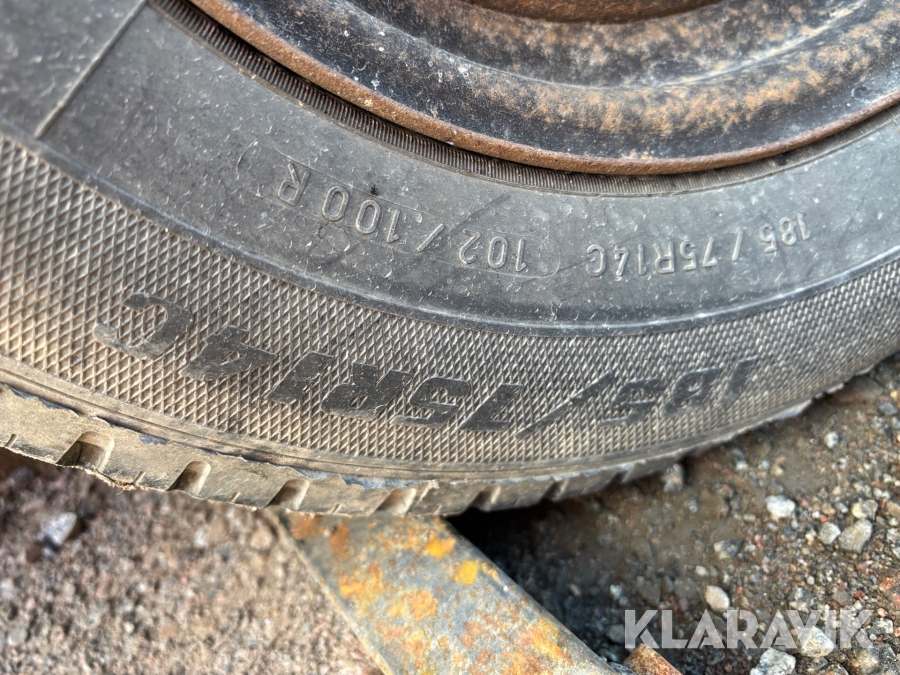 185 / 75R14C 102 / 100 R
185/75R14C
KLARAVIK